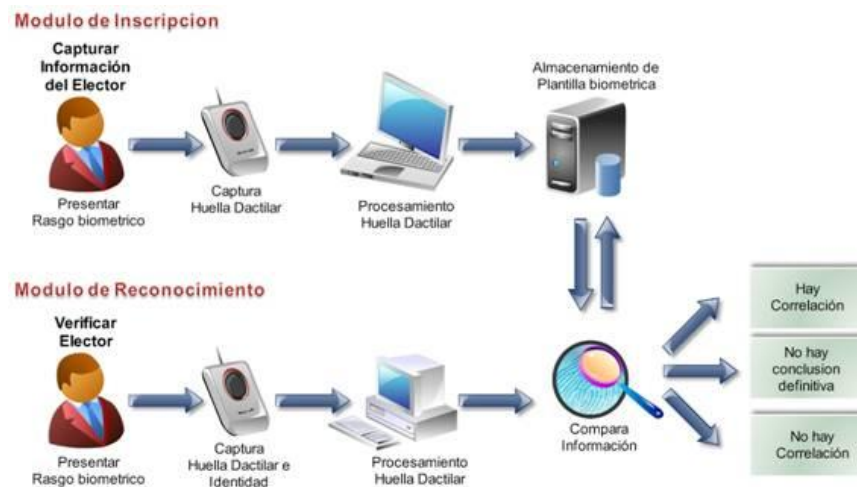 Modulo de Inscripcion
Capturar
Información
del Elector
Presentar
Rasgo biometrico
Captura
Huella Dactilar
Procesamiento
Huella Dactilar
Almacenamiento de
Plantilla biometrica
Modulo de Reconocimiento
Verificar
Elector
Presentar
Rasgo biometrico
Captura
Huella Dactilar e
Identidad
Procesamiento
Huella Dactilar
Compara
Información
Hay
Correlación
No hay
conclusion
definitiva
No hay
Correlación